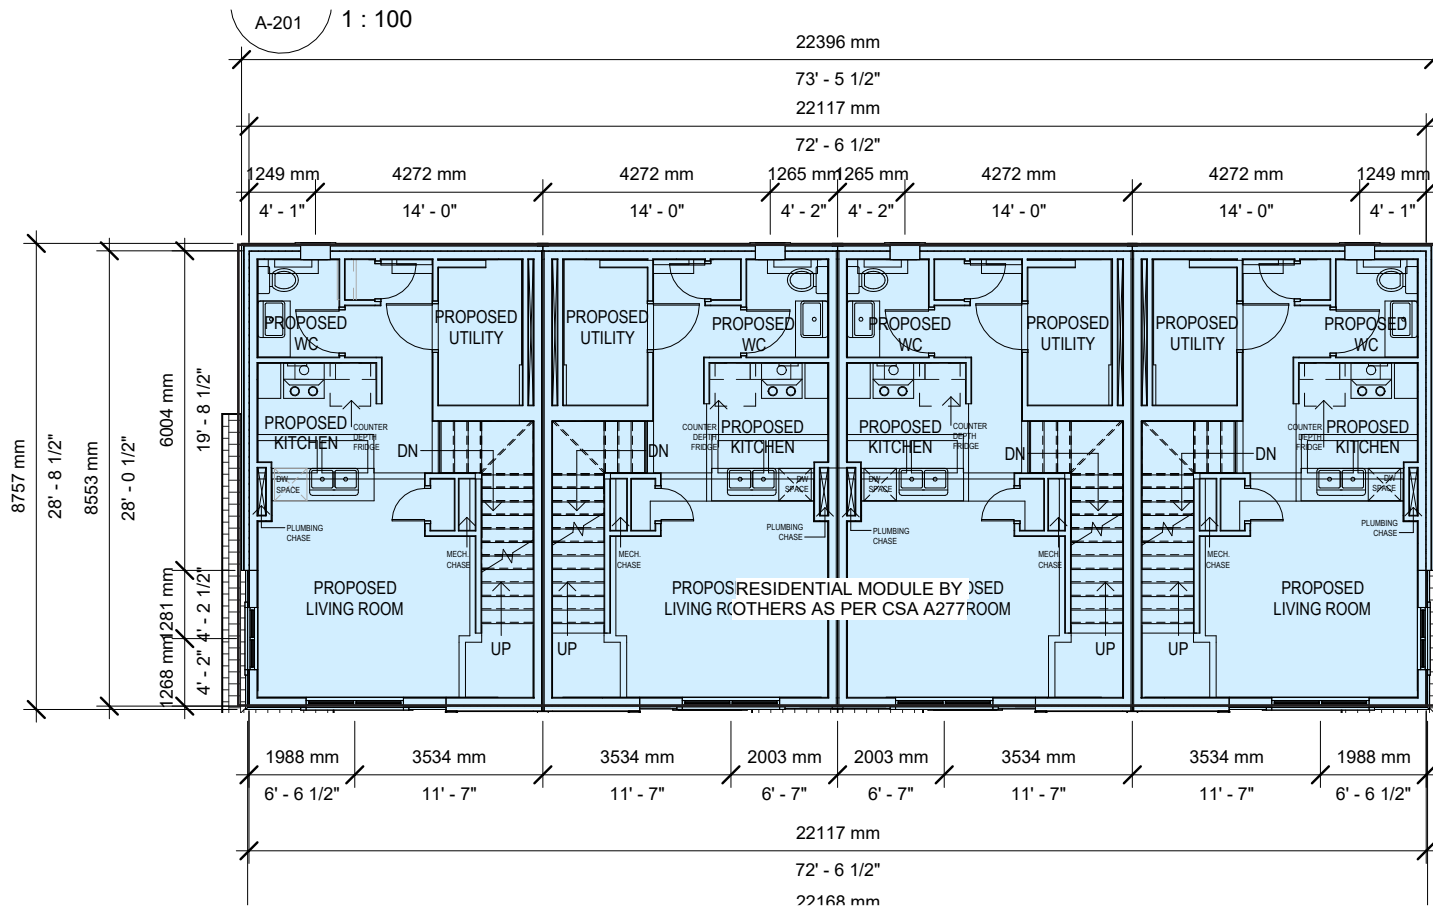 A-201
1 : 100
22396 mm
73' - 5 1/2"
22117 mm
72' - 6 1/2"
1249 mm
4272 mm
4272 mm
1265 mm
1265 mm
4272 mm
4272 mm
1249 mm
4' - 1"
14' - 0"
14' - 0"
4' - 2"
4' - 2"
14' - 0"
14' - 0"
4' - 1"
8757 mm
28' - 8 1/2"
8553 mm
28' - 0 1/2"
6004 mm
19' - 8 1/2"
1281 mm
4' - 2 1/2"
1268 mm
4' - 2"
PROPOSED
WC
PROPOSED
UTILITY
PROPOSED
UTILITY
PROPOSED
WC
PROPOSED
WC
PROPOSED
UTILITY
PROPOSED
UTILITY
PROPOSED
WC
PROPOSED
KITCHEN
COUNTER
DEPTH
FRIDGE
DN
DN
COUNTER
DEPTH
FRIDGE
PROPOSED
KITCHEN
PROPOSED
KITCHEN
COUNTER
DEPTH
FRIDGE
DN
DN
COUNTER
DEPTH
FRIDGE
PROPOSED
KITCHEN
DW
SPACE
DW
SPACE
DW
SPACE
DW
SPACE
PLUMBING
CHASE
MECH.
CHASE
MECH.
CHASE
PLUMBING
CHASE
PLUMBING
CHASE
MECH.
CHASE
MECH.
CHASE
PLUMBING
CHASE
PROPOSED
LIVING ROOM
RESIDENTIAL MODULE BY
OTHERS AS PER CSA A277
LIVING
ROOM
PROPOSED
LIVING ROOM
UP
UP
UP
UP
1988 mm
3534 mm
3534 mm
2003 mm
2003 mm
3534 mm
3534 mm
1988 mm
6' - 6 1/2"
11' - 7"
11' - 7"
6' - 7"
6' - 7"
11' - 7"
11' - 7"
6' - 6 1/2"
22117 mm
72' - 6 1/2"
22168 mm